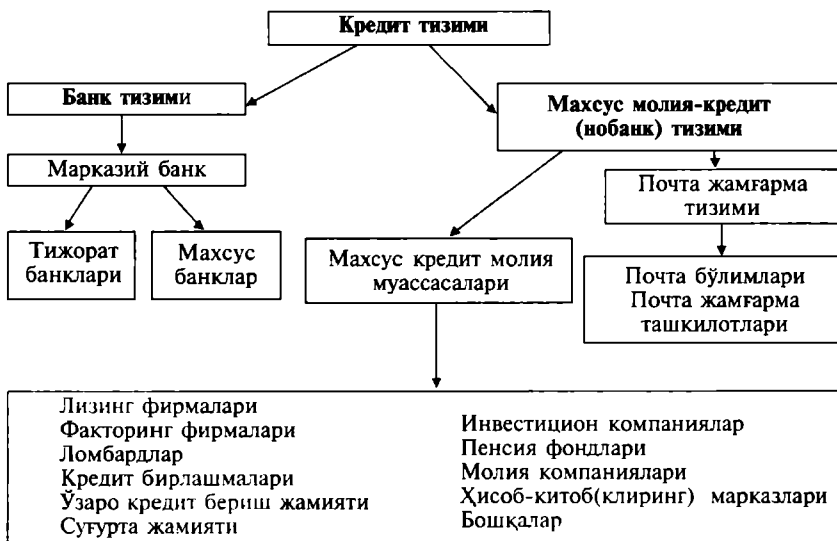 Кредит тизими
Банк тизими
Махсус молия-кредит
(нобанк) тизими
Марказий банк
Почта жамғарма
тизими
Тижорат
банклари
Махсус
банклар
Махсус кредит молия
муассасалари
Почта бўлимлари
Почта жамғарма
ташкилотлари
Лизинг фирмалари
Факторинг фирмалари
Ломбардлар
Кредит бирлашмалари
Ўзаро кредит бериш жамияти
Суғурта жамияти
Инвестицион компаниялар
Пенсия фондлари
Молия компаниялари
Ҳисоб-китоб(клиринг) марказлари
Бошқалар